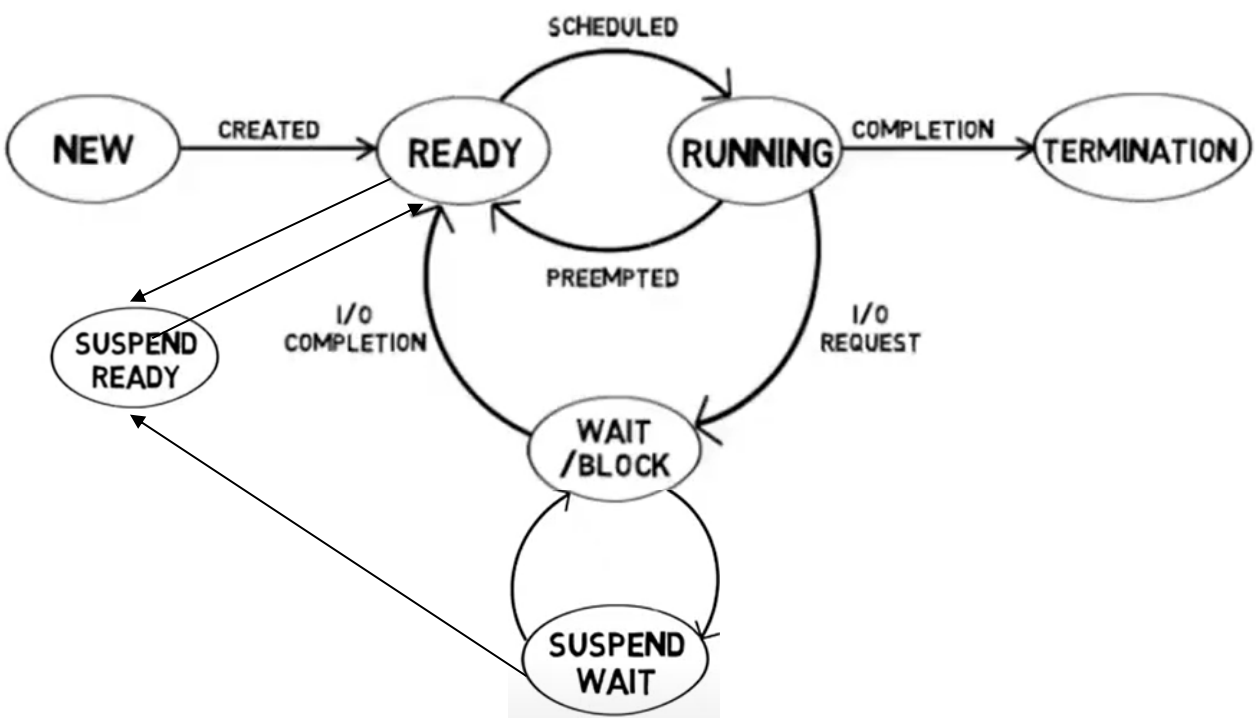 SCHEDULED
NEW
CREATED
READY
RUNNING
COMPLETION
TERMINATION
PREEMPTED
SUSPEND
READY
I/O
COMPLETION
I/O
REQUEST
WAIT
/BLOCK
SUSPEND
WAIT